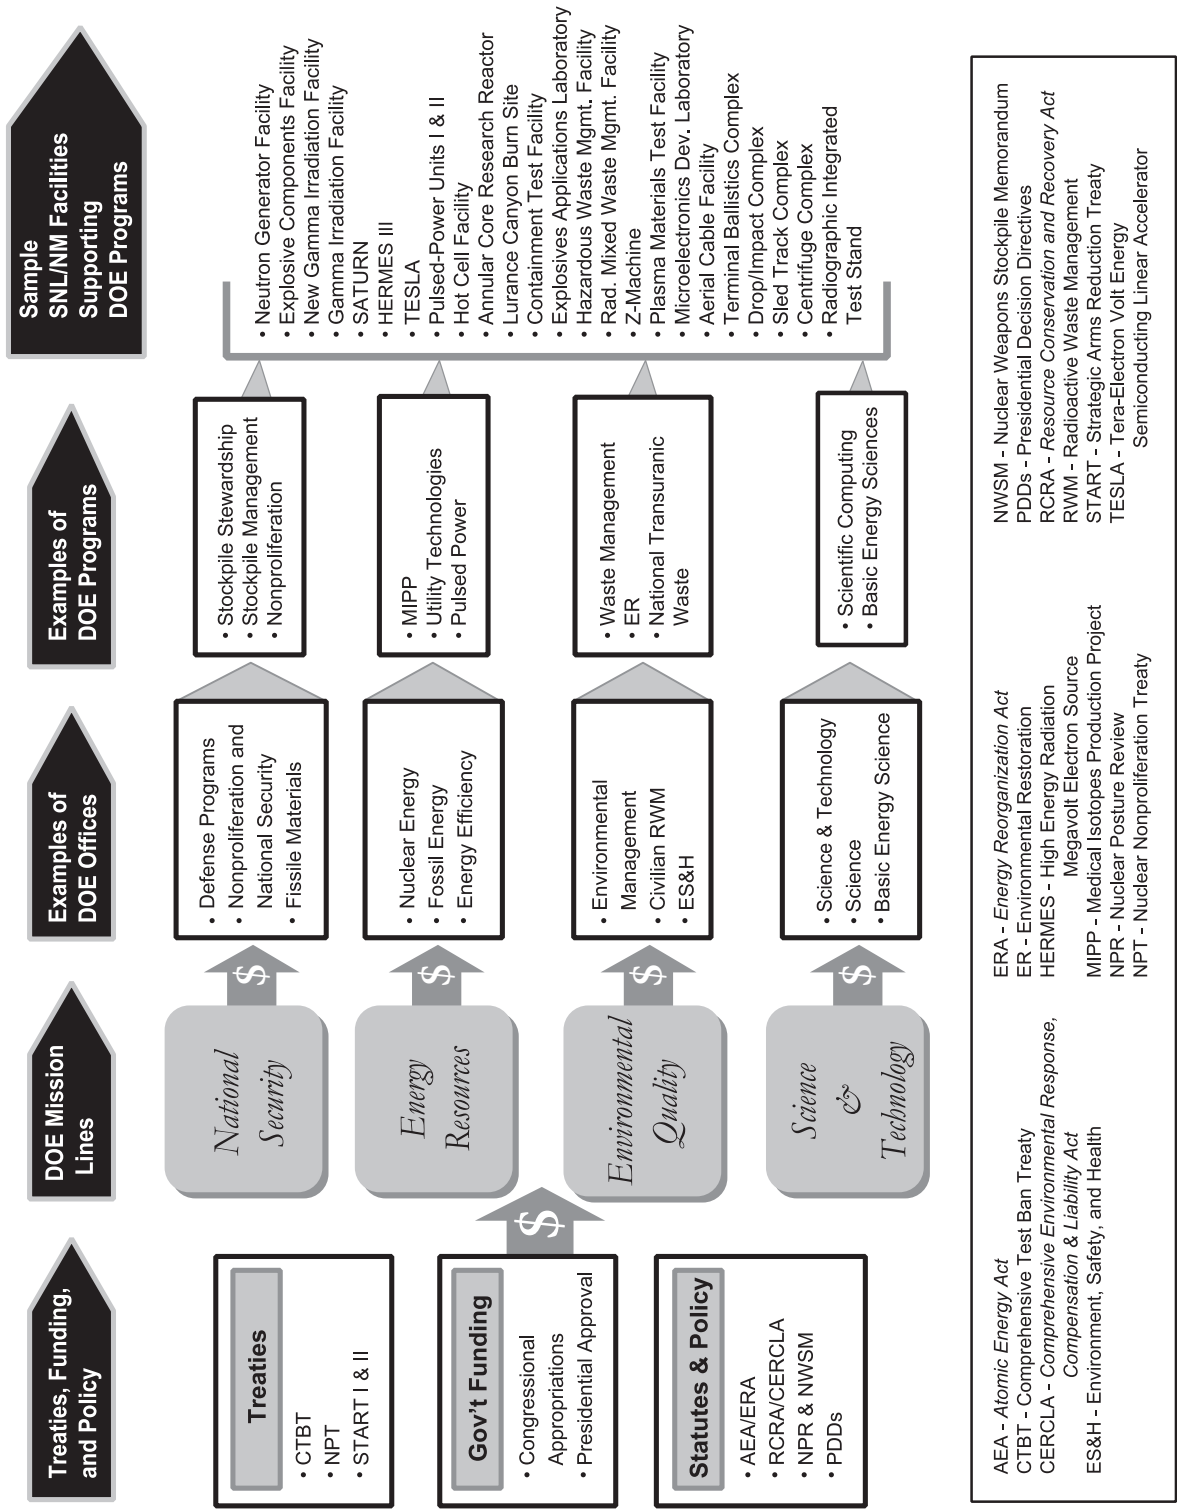 Treaties, Funding,
and Policy
DOE Mission
Lines
Examples of
DOE Offices
Examples of
DOE Programs
Sample
SNL/NM Facilities
Supporting
DOE Programs
Treaties
• CTBT
• NPT
• START I & II
Gov't Funding
• Congressional
Appropriations
• Presidential Approval
Statutes & Policy
• AEA/ERA
• RCRA/CERCLA
• NPR & NWSM
• PDDs
$
National
Security
$
Energy
Resources
$
Environmental
Quality
$
Science
&
Technology
$
• Defense Programs
• Nonproliferation and
National Security
• Fissile Materials
• Nuclear Energy
• Fossil Energy
• Energy Efficiency
• Environmental
Management
• Civilian RWM
• ES&H
• Science & Technology
• Science
• Basic Energy Science
• Stockpile Stewardship
• Stockpile Management
• Nonproliferation
• MIPP
• Utility Technologies
• Pulsed Power
• Waste Management
• ER
• National Transuranic
Waste
• Scientific Computing
• Basic Energy Sciences
• Neutron Generator Facility
• Explosive Components Facility
• New Gamma Irradiation Facility
• Gamma Irradiation Facility
• SATURN
• HERMES III
• TESLA
• Pulsed-Power Units I & II
• Hot Cell Facility
• Annular Core Research Reactor
• Lurance Canyon Burn Site
• Containment Test Facility
• Explosives Applications Laboratory
• Hazardous Waste Mgmt. Facility
• Rad. Mixed Waste Mgmt. Facility
• Z-Machine
• Plasma Materials Test Facility
• Microelectronics Dev. Laboratory
• Aerial Cable Facility
• Terminal Ballistics Complex
• Drop/Impact Complex
• Sled Track Complex
• Centrifuge Complex
• Radiographic Integrated
Test Stand
AEA - Atomic Energy Act
CTBT - Comprehensive Test Ban Treaty
CERCLA - Comprehensive Environmental Response,
Compensation & Liability Act
ES&H - Environment, Safety, and Health
ERA - Energy Reorganization Act
ER - Environmental Restoration
HERMES - High Energy Radiation
Megavolt Electron Source
MIPP - Medical Isotopes Production Project
NPR - Nuclear Posture Review
NPT - Nuclear Nonproliferation Treaty
NWSM - Nuclear Weapons Stockpile Memorandum
PDDs - Presidential Decision Directives
RCRA - Resource Conservation and Recovery Act
RWM - Radioactive Waste Management
START - Strategic Arms Reduction Treaty
TESLA - Tera-Electron Volt Energy
Semiconducting Linear Accelerator